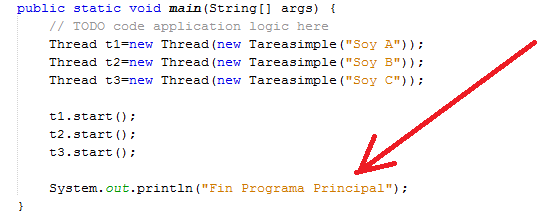 public static void main(String[] args) {
// TODO code application logic here
Thread t1=new Thread(new Tareasimple("Soy A"));
Thread t2=new Thread(new Tareasimple("Soy B"));
Thread t3=new Thread(new Tareasimple("Soy C"));
t1.start();
t2.start();
t3.start();
System.out.println("Fin Programa Principal");
}